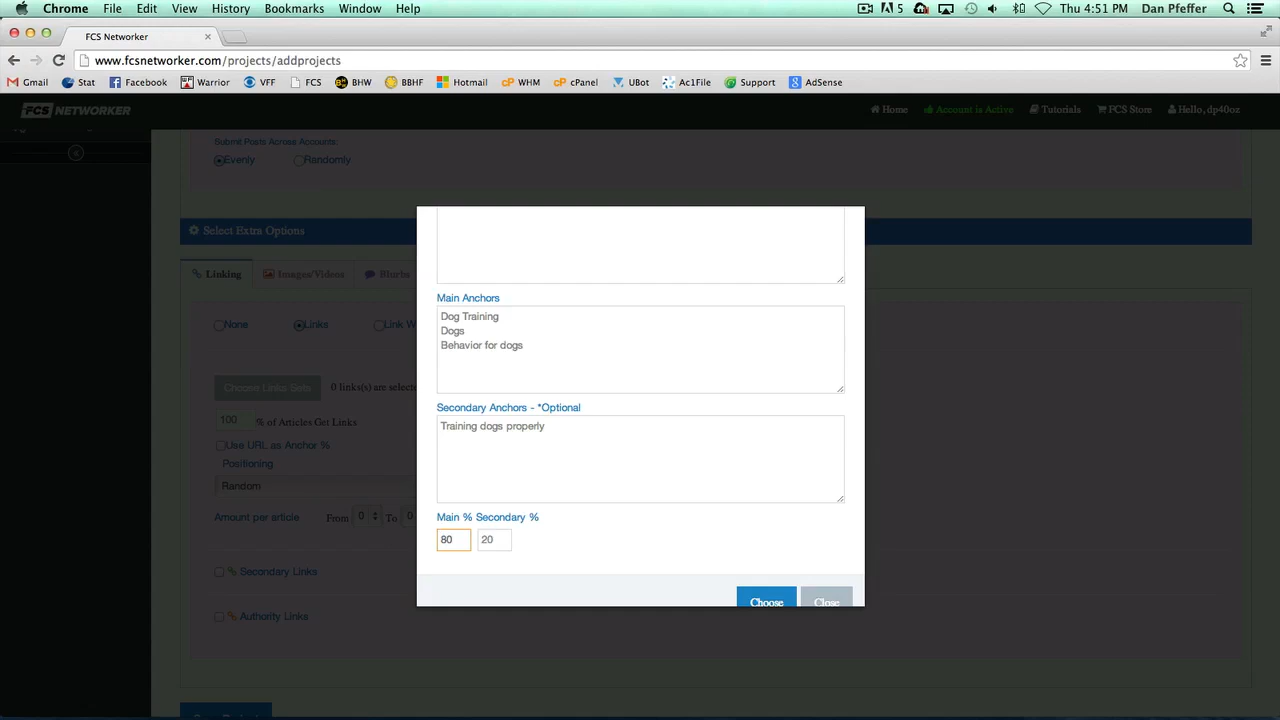 Chrome File Edit View History Bookmarks Window Help 5 Thu 4:51 PM Dan Pfeffer
FCS Networker
www.fcsnetworker.com/projects/addprojects
Gmail Stat Facebook Warrior VFF FCS BHW BBHF Hotmail cP WHM cP cPanel UBot Ac1File Support AdSense
FCS NETWORKER Home Account is Active Tutorials FCS Store Hello, dp40oz
Submit Posts Across Accounts:
Evenly Randomly
Select Extra Options
Linking Images/Videos Blurbs
None Links Link W
Choose Links Sets 0 links(s) are selecte
100 % of Articles Get Links
Use URL as Anchor %.
Positioning
Random
Amount per article From 0 To 0
Secondary Links
Authority Links
Main Anchors
Dog Training
Dogs
Behavior for dogs
Secondary Anchors - *Optional
Training dogs properly
Main % Secondary %
80 20
Choose Close